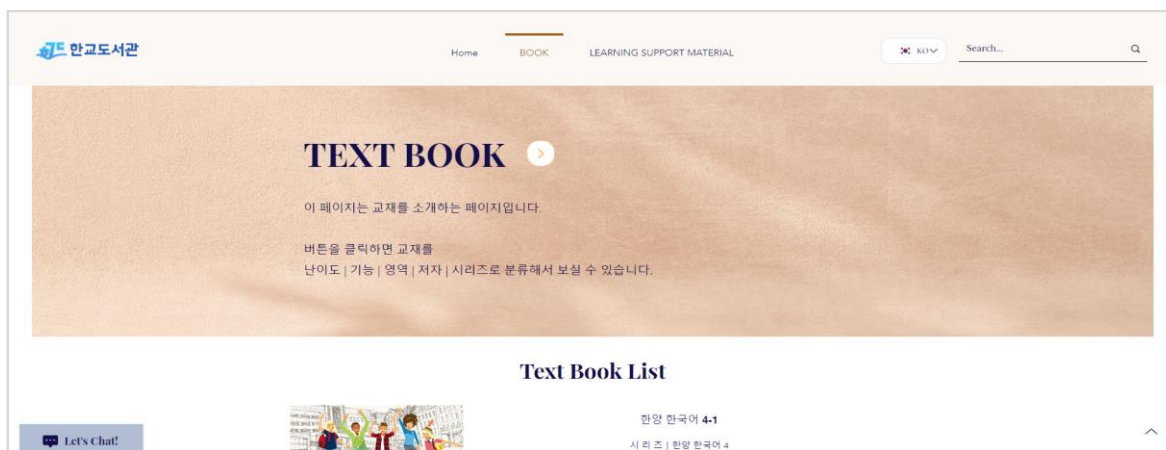 한교도서관
Home BOOK LEARNING SUPPORT MATERIAL KO Search...
TEXT BOOK
이 페이지는 교재를 소개하는 페이지입니다.
버튼을 클릭하면 교재를
난이도 | 기능 | 영역 | 저자 | 시리즈로 분류해서 보실 수 있습니다.
Text Book List
한양 한국어 4-1
시 리 즈 | 한양 한국어 4
Let's Chat!